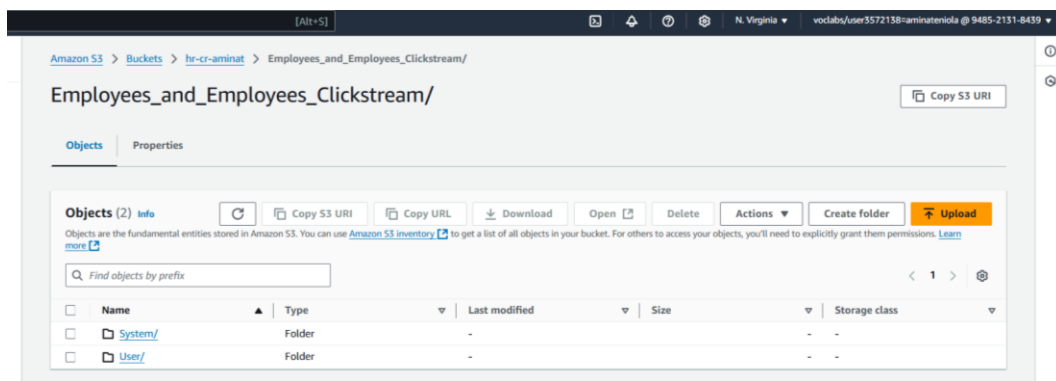 [Alt+S] N. Virginia ▼ voclabs/user3572138=aminateniola @ 9485-2131-8439 ▼
Amazon S3 > Buckets > hr-cr-aminat > Employees_and_Employees_Clickstream/
Employees_and_Employees_Clickstream/
Copy S3 URI
Objects Properties
Objects (2) Info Copy S3 URI Copy URL Download Open Delete Actions ▼ Create folder Upload
Objects are the fundamental entities stored in Amazon S3. You can use Amazon S3 inventory to get a list of all objects in your bucket. For others to access your objects, you'll need to explicitly grant them permissions. Learn
more
Find objects by prefix < 1 >
Name ▲ Type Last modified Size Storage class
System/ Folder - - -
User/ Folder - - -